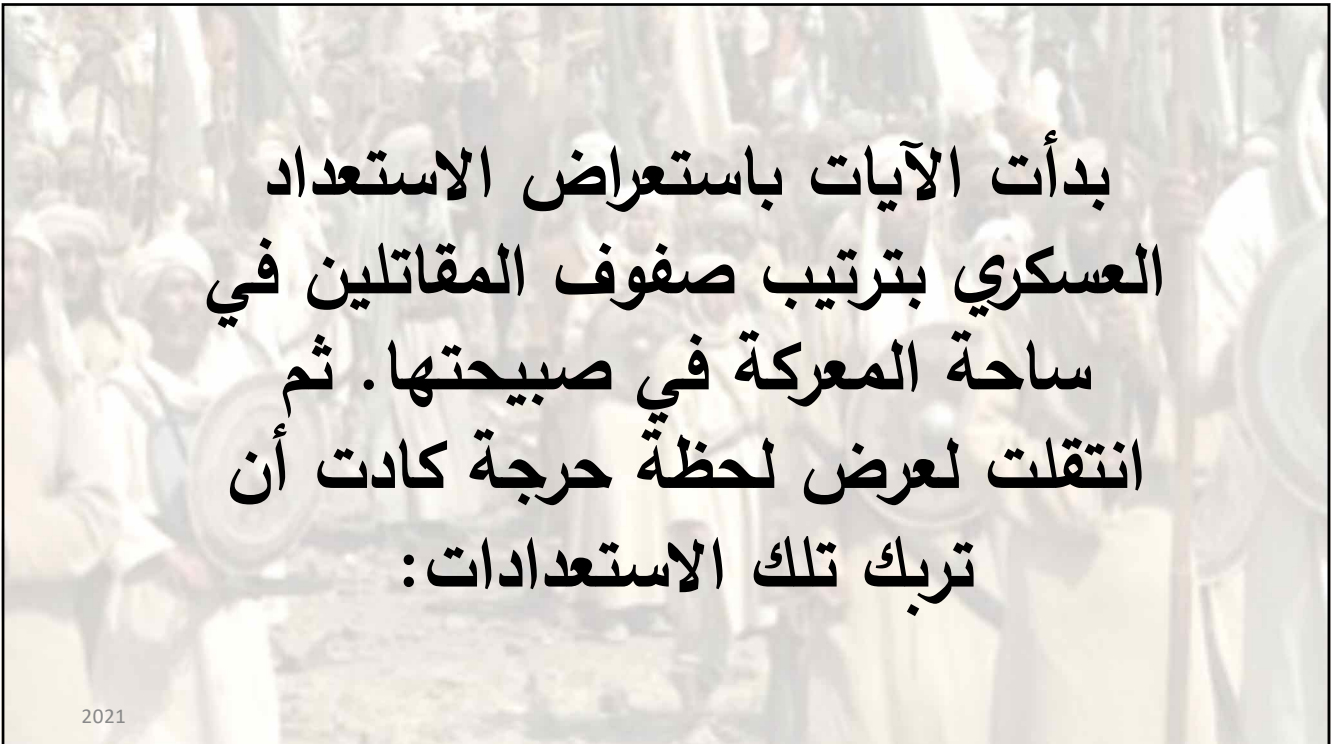 بدأت الآيات باستعراض الاستعداد
العسكري بترتيب صفوف المقاتلين في
ساحة المعركة في صبيحتها. ثم
انتقلت لعرض لحظة حرجة كادت أن
تربك تلك الاستعدادات:
2021